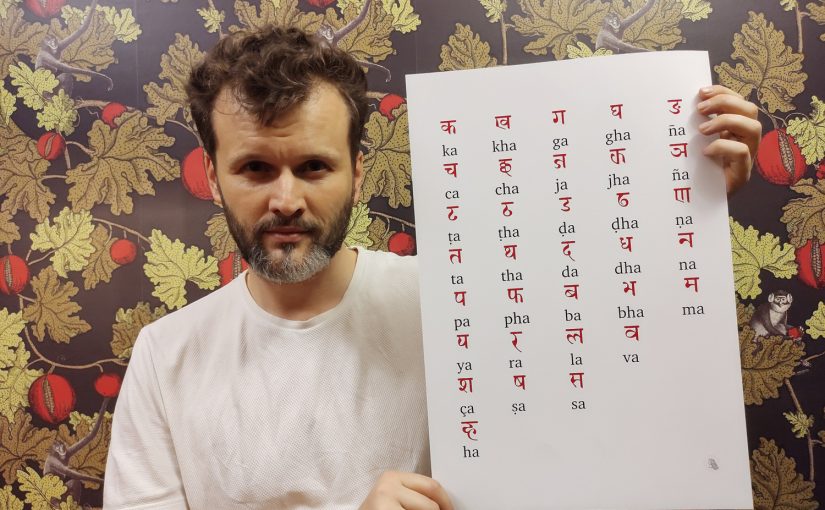 क ख ग घ ङ
ka kha ga gha ña
च छ ज झ ञ
ca cha ja jha ña
ट ठ ड ढ ण
ṭa ṭha ḍa ḍha ṇa
त थ द ध न
ta tha da dha na
प फ ब भ म
pa pha ba bha ma
य र ल व
ya ra la va
श ष स
ça ṣa sa
ह
ha